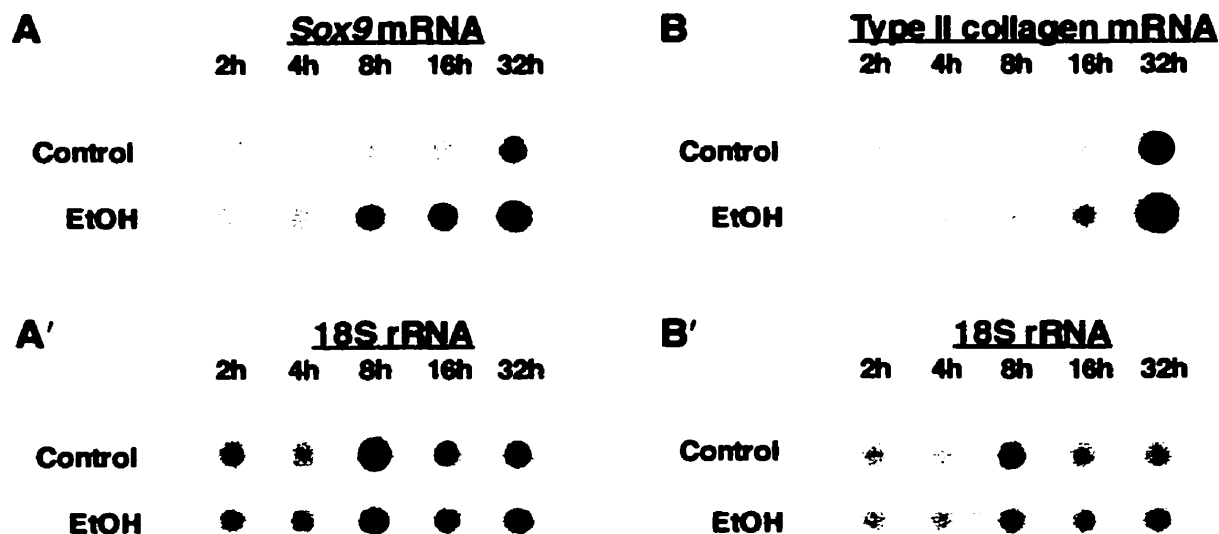 A Sox9 mRNA
2h 4h 8h 16h 32h
Control
EtOH
B Type II collagen mRNA
2h 4h 8h 16h 32h
Control
EtOH
A' 18S rRNA
2h 4h 8h 16h 32h
Control
EtOH
B' 18S rRNA
2h 4h 8h 16h 32h
Control
EtOH